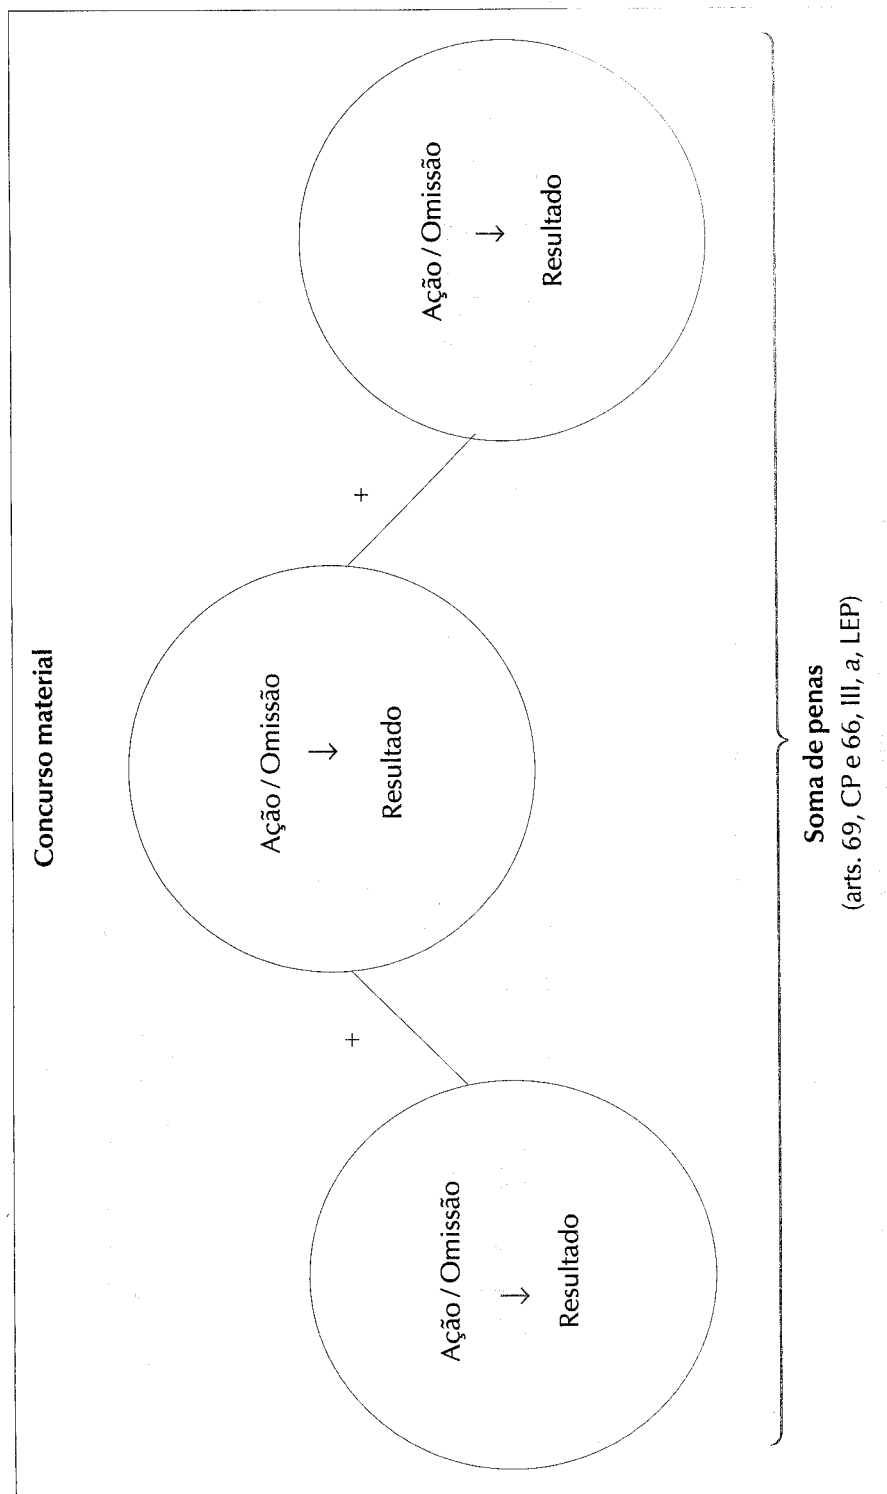 Concurso material
Ação / Omissão
↓
Resultado
+
Ação / Omissão
↓
Resultado
+
Ação / Omissão
↓
Resultado
Soma de penas
(arts. 69, CP e 66, III, a, LEP)